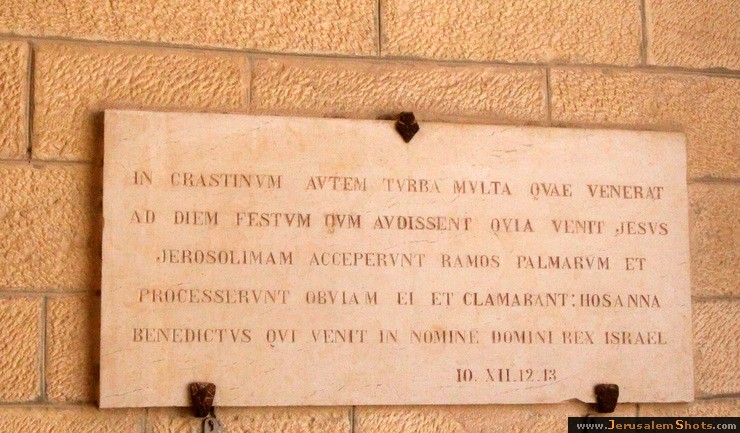 IN CRASTINVM AVTEM TVRBA MVLTA QVAE VENERAT
AD DIEM FESTVM QVM AVDISSENT QVIA VENIT JESVS
JEROSOLIMAM ACCEPERVNT RAMOS PALMARVM ET
PROCESSERVNT OBVIAM EI ET CLAMABANT: HOSANNA
BENEDICTVS QVI VENIT IN NOMINE DOMINI REX ISRAEL
IO. XII.12.13
www.JerusalemShots.com